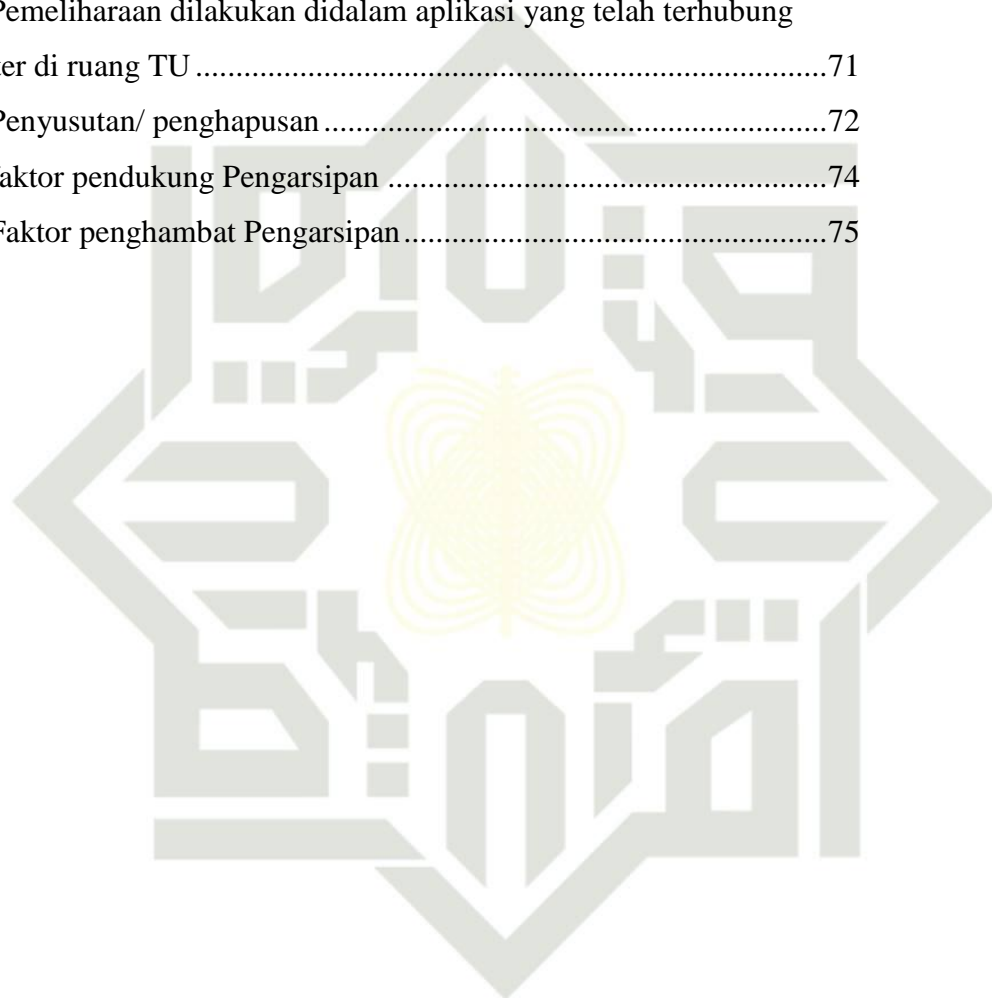 Pemeliharaan dilakukan didalam aplikasi yang telah terhubung
ter di ruang TU ........................................................................... 71
Penyusutan/ penghapusan ............................................................ 72
faktor pendukung Pengarsipan .................................................... 74
Faktor penghambat Pengarsipan .................................................. 75